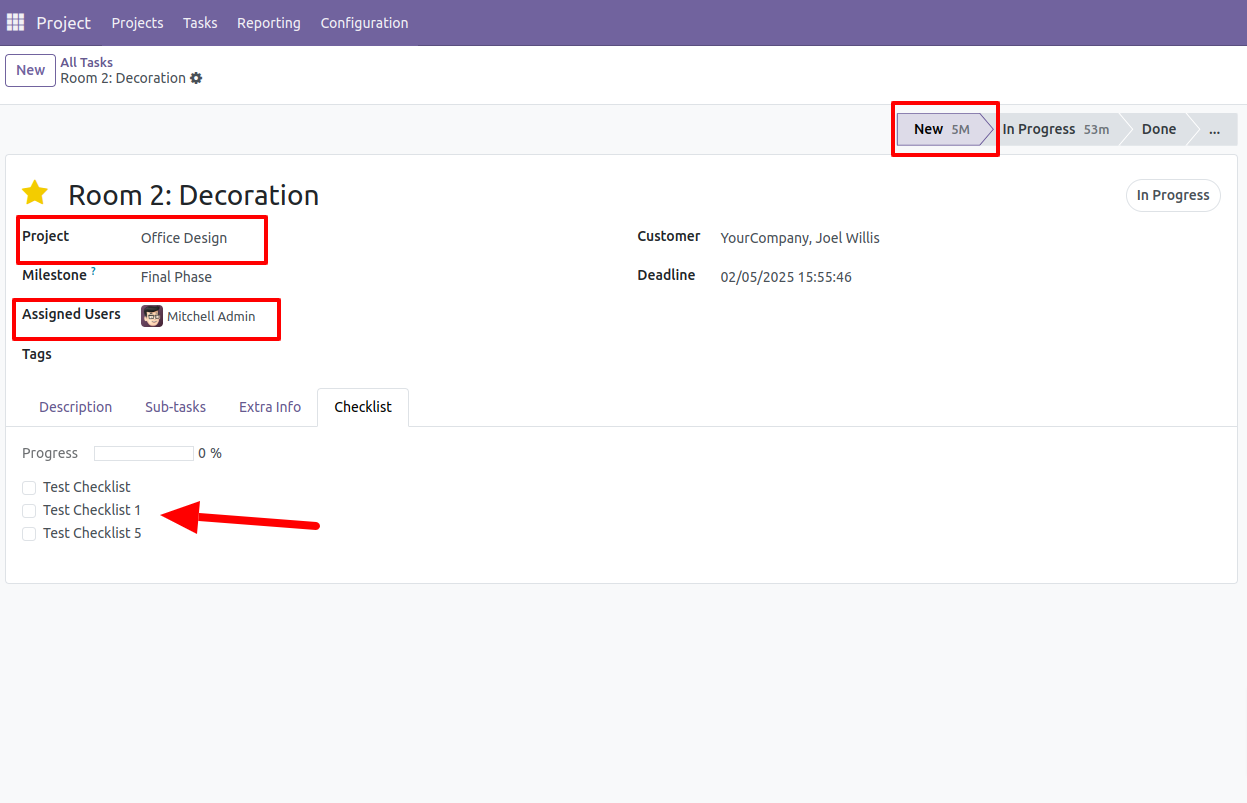 Project Projects Tasks Reporting Configuration
New
All Tasks
Room 2: Decoration
New 5M In Progress 53m Done ...
Room 2: Decoration
In Progress
Project Office Design
Customer YourCompany, Joel Willis
Milestone ? Final Phase
Deadline 02/05/2025 15:55:46
Assigned Users Mitchell Admin
Tags
Description Sub-tasks Extra Info Checklist
Progress 0 %
Test Checklist
Test Checklist 1
Test Checklist 5